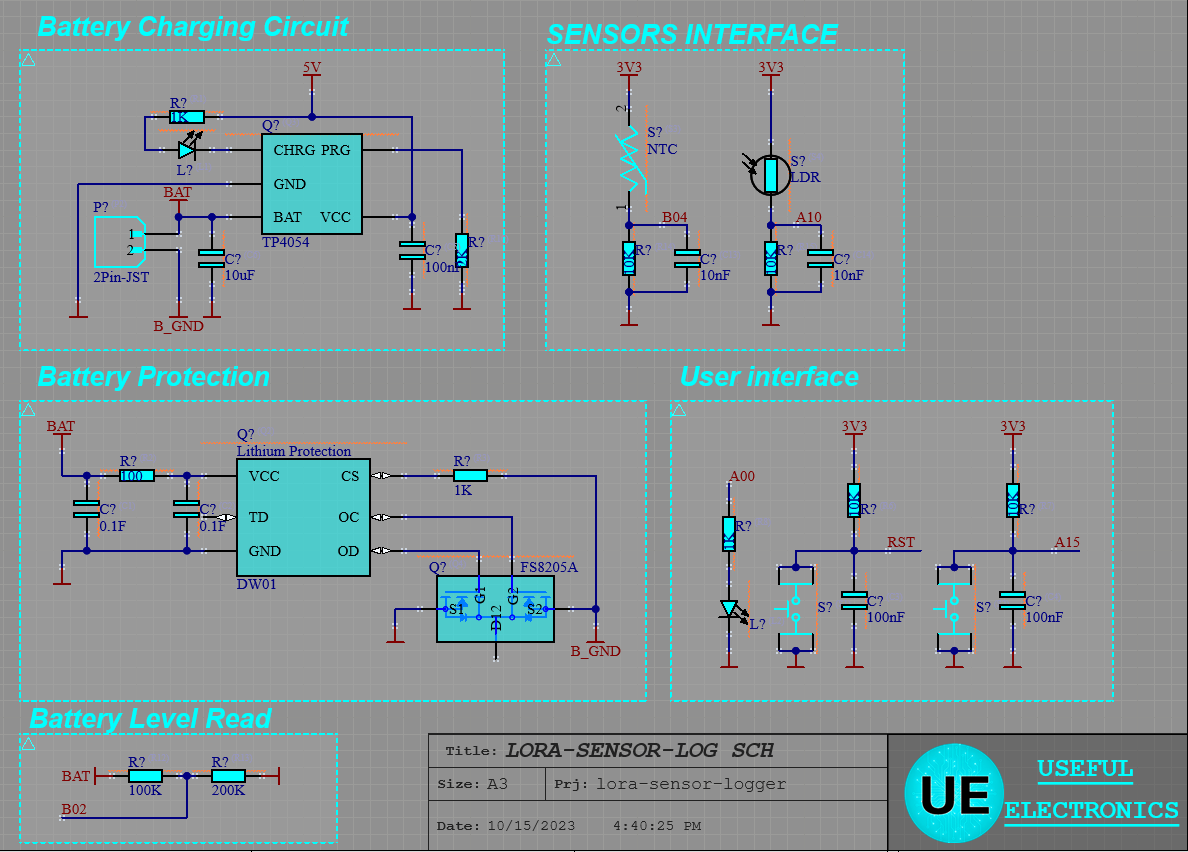 Battery Charging Circuit
5V
R?
1K
L?
Q?
CHRG PRG
GND
BAT VCC
TP4054
BAT
P?
1
2
2Pin-JST
C?
10uF
B_GND
C?
100nF
R?
SENSORS INTERFACE
3V3
2
S?
NTC
1
B04
R?
10K
C?
10nF
3V3
S?
LDR
A10
R?
10K
C?
10nF
Battery Protection
BAT
R?
100
C?
0.1F
C?
0.1F
Q?
Lithium Protection
VCC CS
TD OC
GND OD
DW01
R?
1K
Q?
FS8205A
S1
G1
D12
G2
S2
B_GND
User interface
A00
R?
1K
L?
3V3
R?
10K
RST
S?
C?
100nF
3V3
R?
10K
A15
S?
C?
100nF
Battery Level Read
BAT
R?
100K
R?
200K
B02
Title: LORA-SENSOR-LOG SCH
Size: A3 Prj: lora-sensor-logger
Date: 10/15/2023 4:40:25 PM
UE
USEFUL
ELECTRONICS